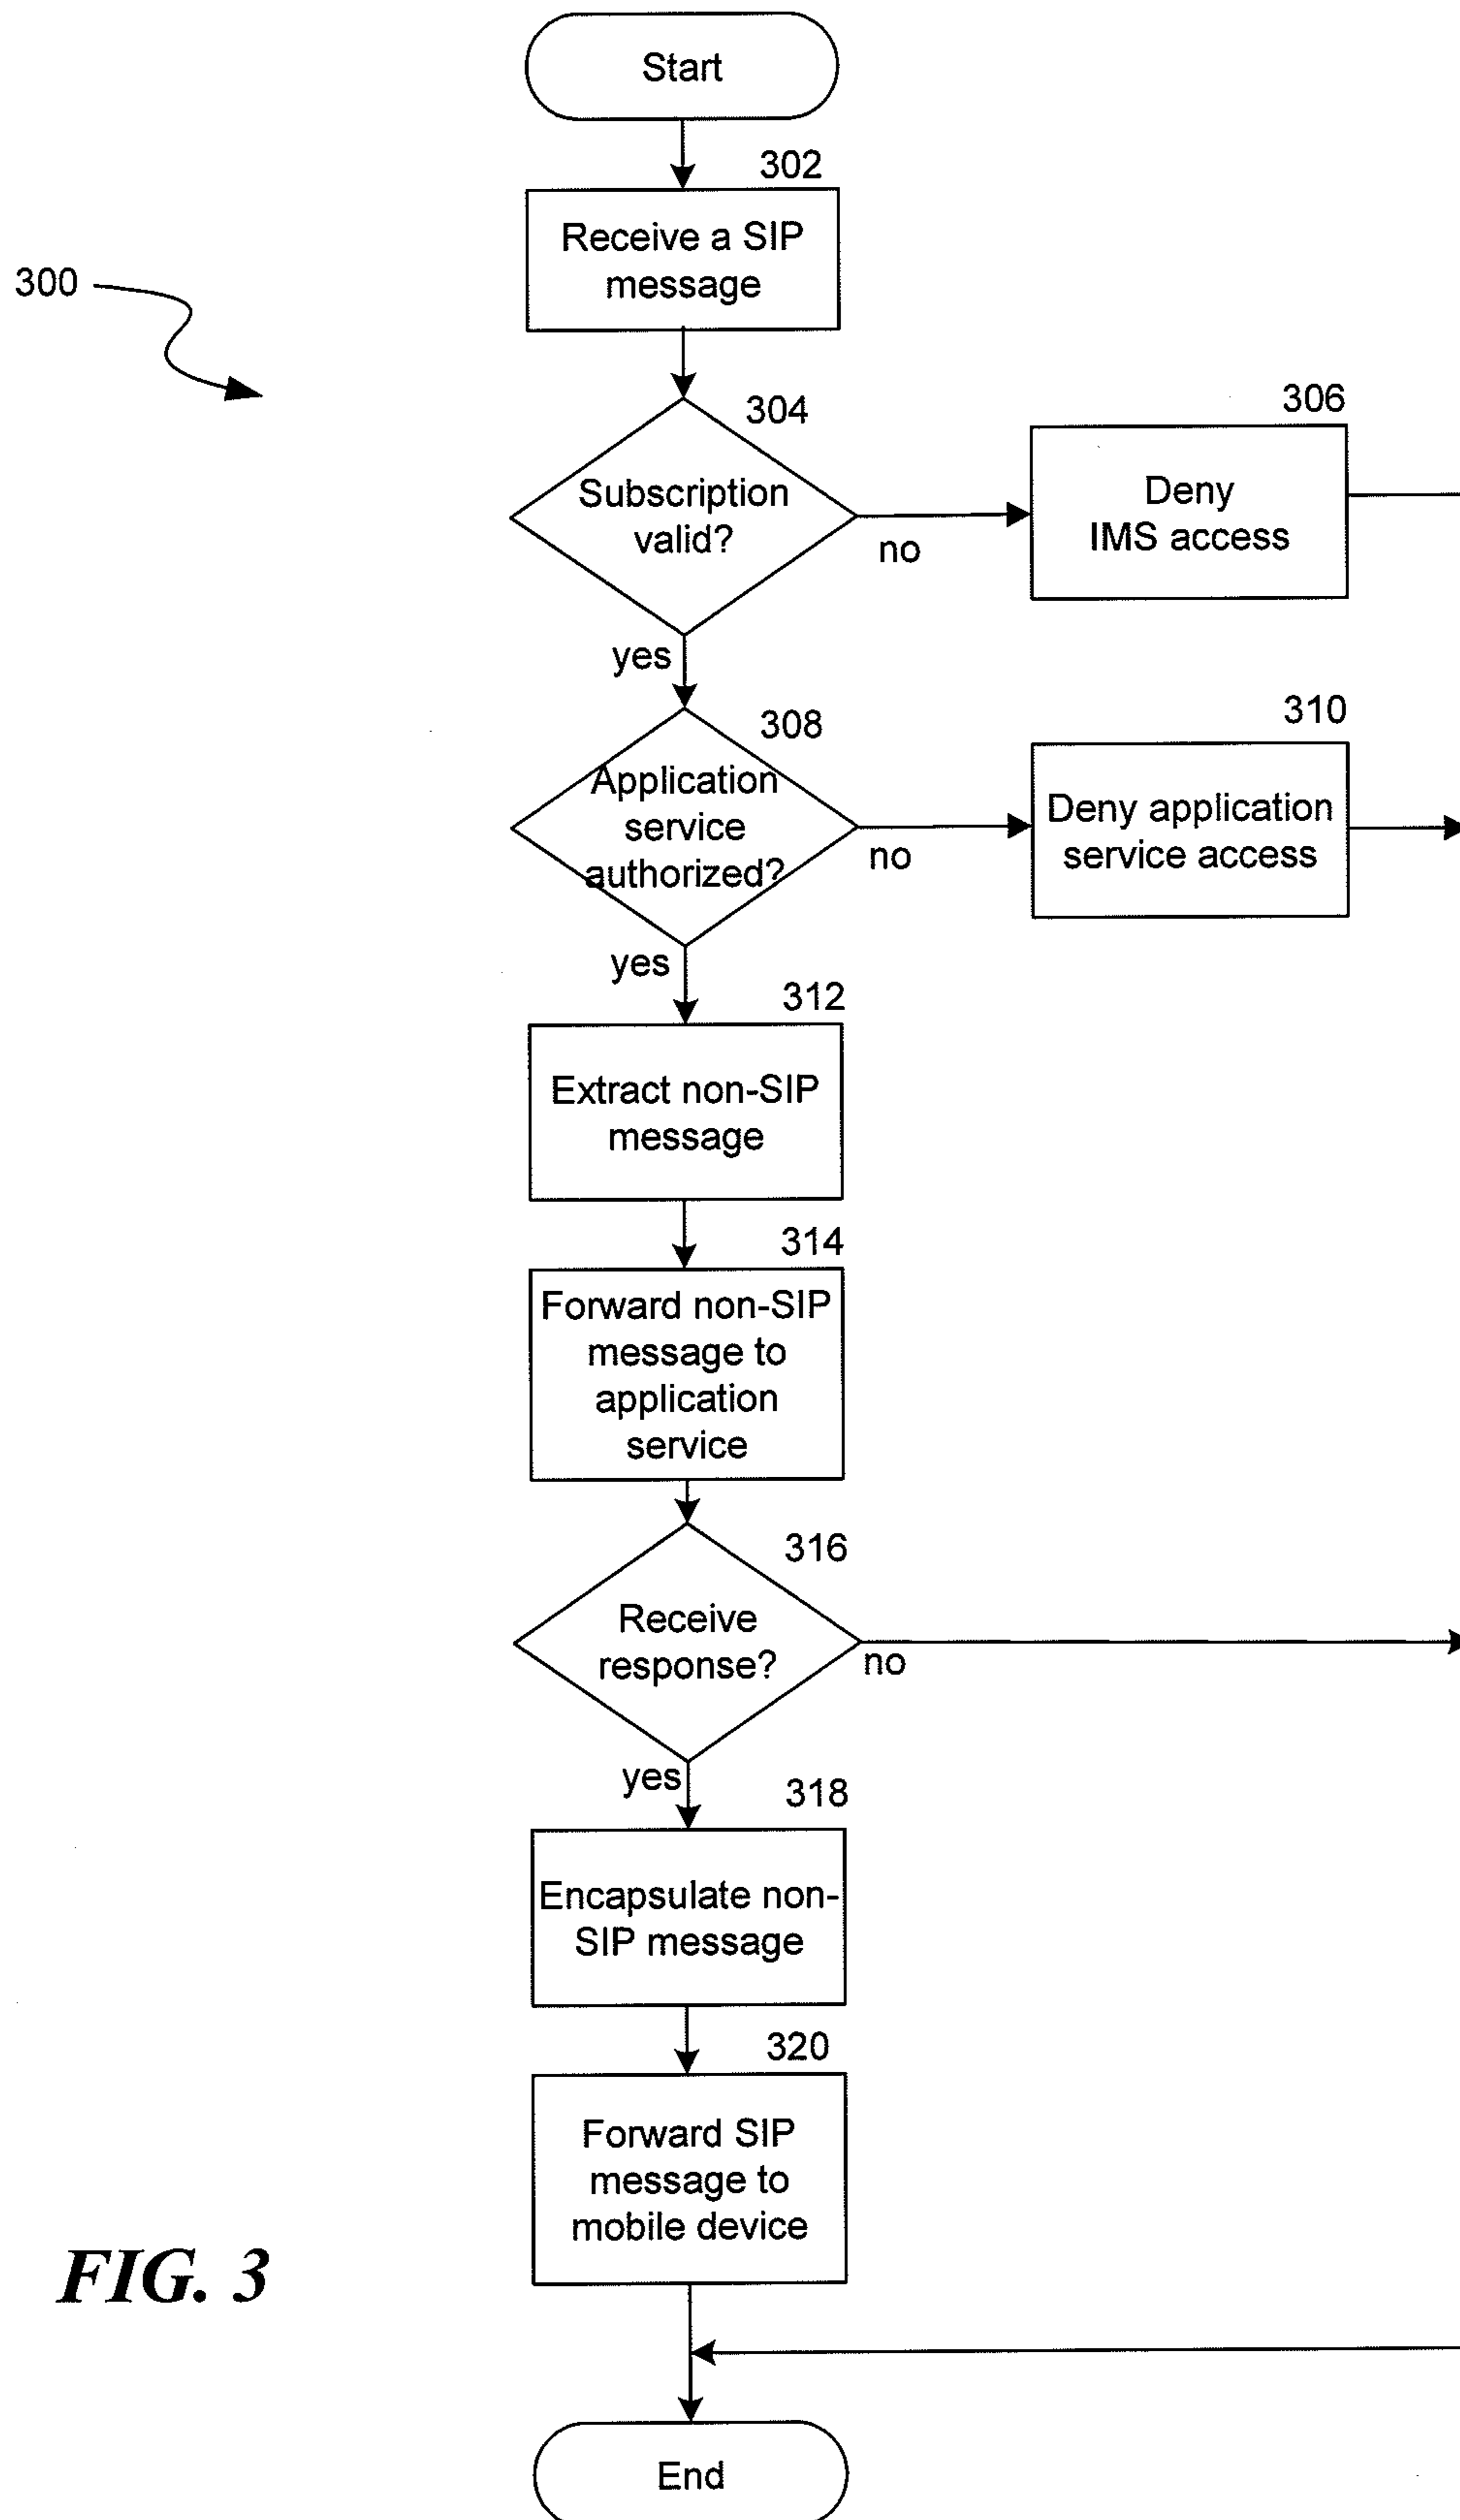 Start
302
Receive a SIP
message
300
304
Subscription
valid?
no
306
Deny
IMS access
yes
308
Application
service
authorized?
no
310
Deny application
service access
yes
312
Extract non-SIP
message
314
Forward non-SIP
message to
application
service
316
Receive
response?
no
yes
318
Encapsulate non-
SIP message
320
Forward SIP
message to
mobile device
FIG. 3
End